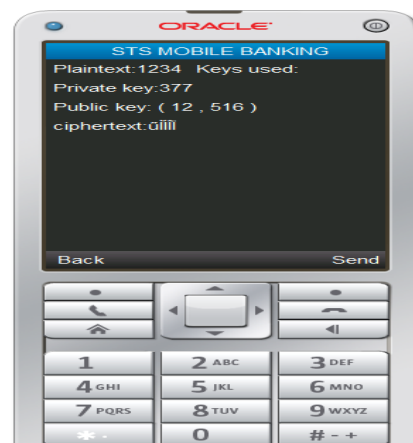 ORACLE
STS MOBILE BANKING
Plaintext:1234 Keys used:
Private key:377
Public key: ( 12 , 516 )
Back Send
1 2 ABC 3 DEF
4 GHI 5 JKL 6 MNO
7 PQRS 8 TUV 9 WXYZ
* . 0 # - +